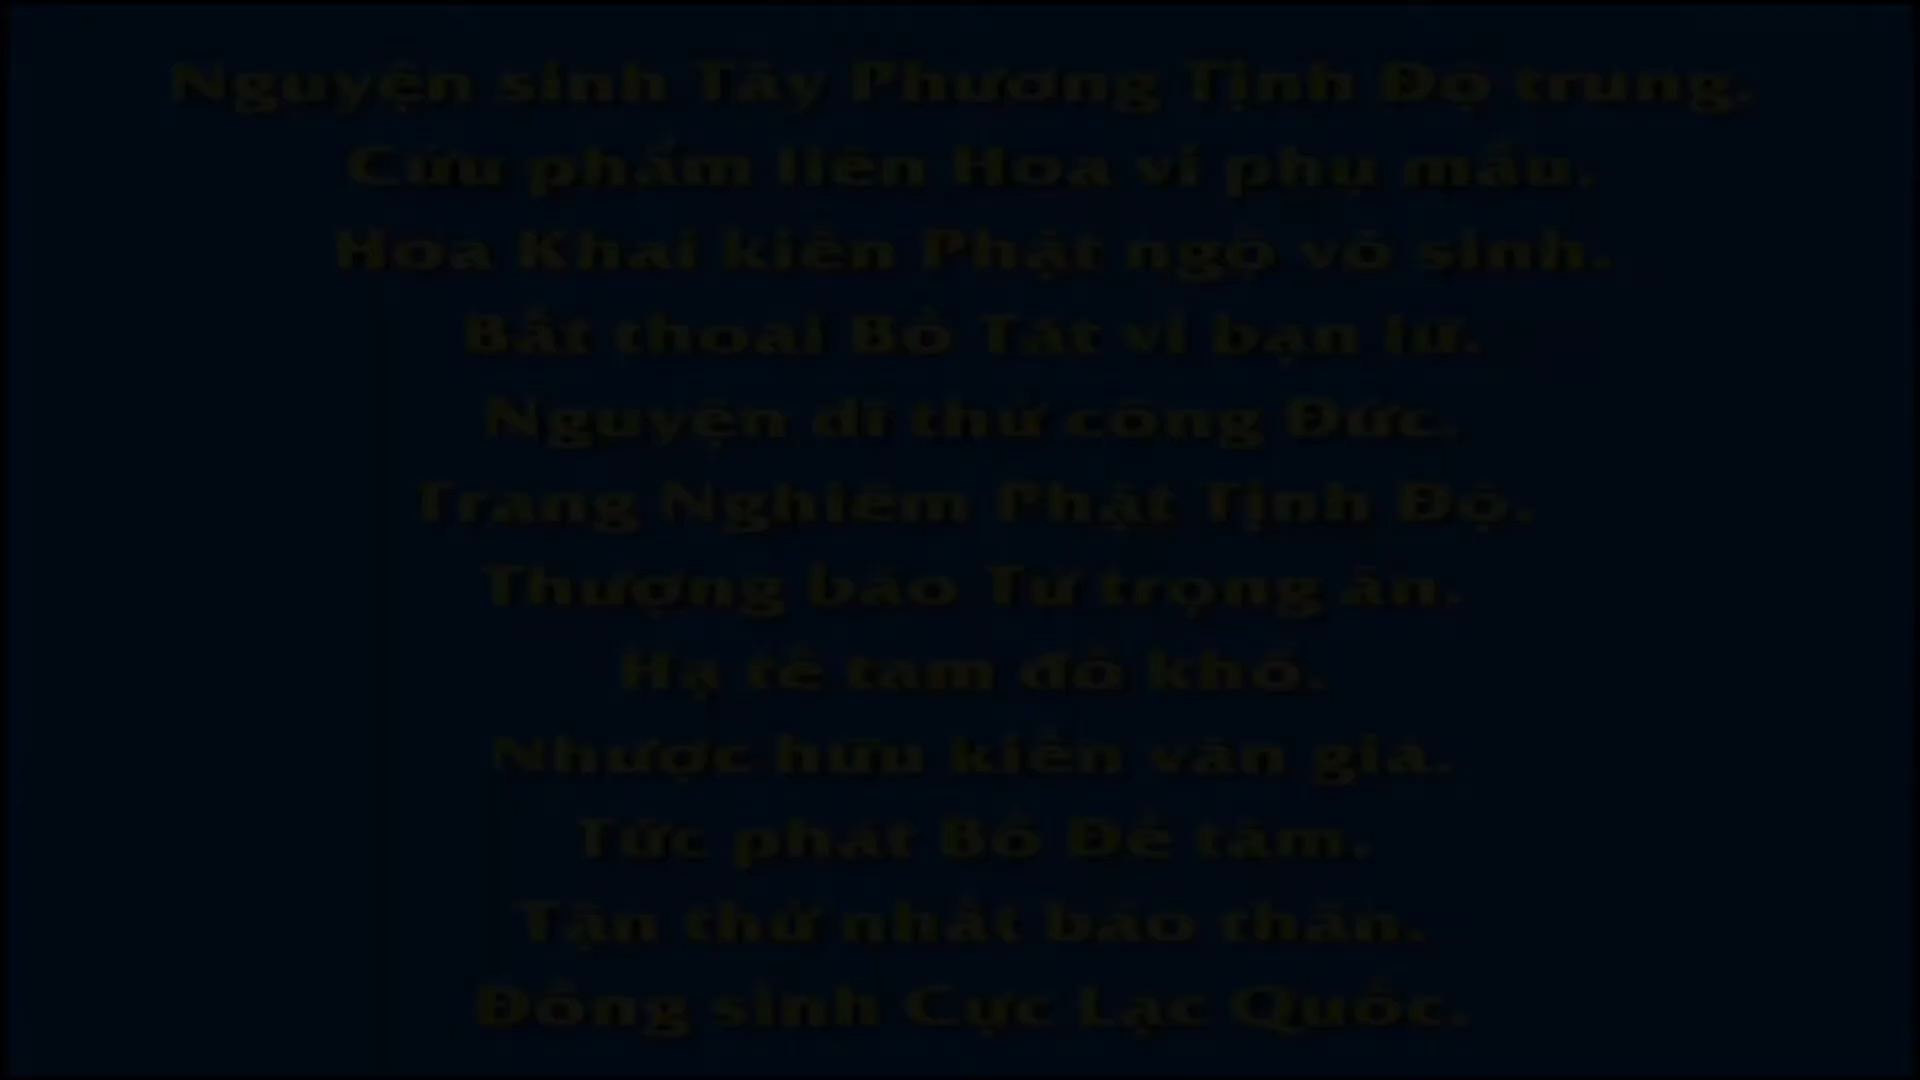 Nguyện sinh Tây Phương Tịnh Độ trung.
Cửu phẩm liên Hoa vi phụ mẫu.
Hoa Khai kiến Phật ngộ vô sinh.
Bất thoai Bồ Tát vi bạn lữ.
Nguyện dĩ thử công Đức.
Trang Nghiêm Phật Tịnh Độ.
Thượng báo Tứ trọng ân.
Hạ tế tam đồ khổ.
Nhược hữu kiến văn giả.
Tức phát Bồ Đề tâm.
Tận thử nhất báo thân.
Đồng sinh Cực Lạc Quốc.